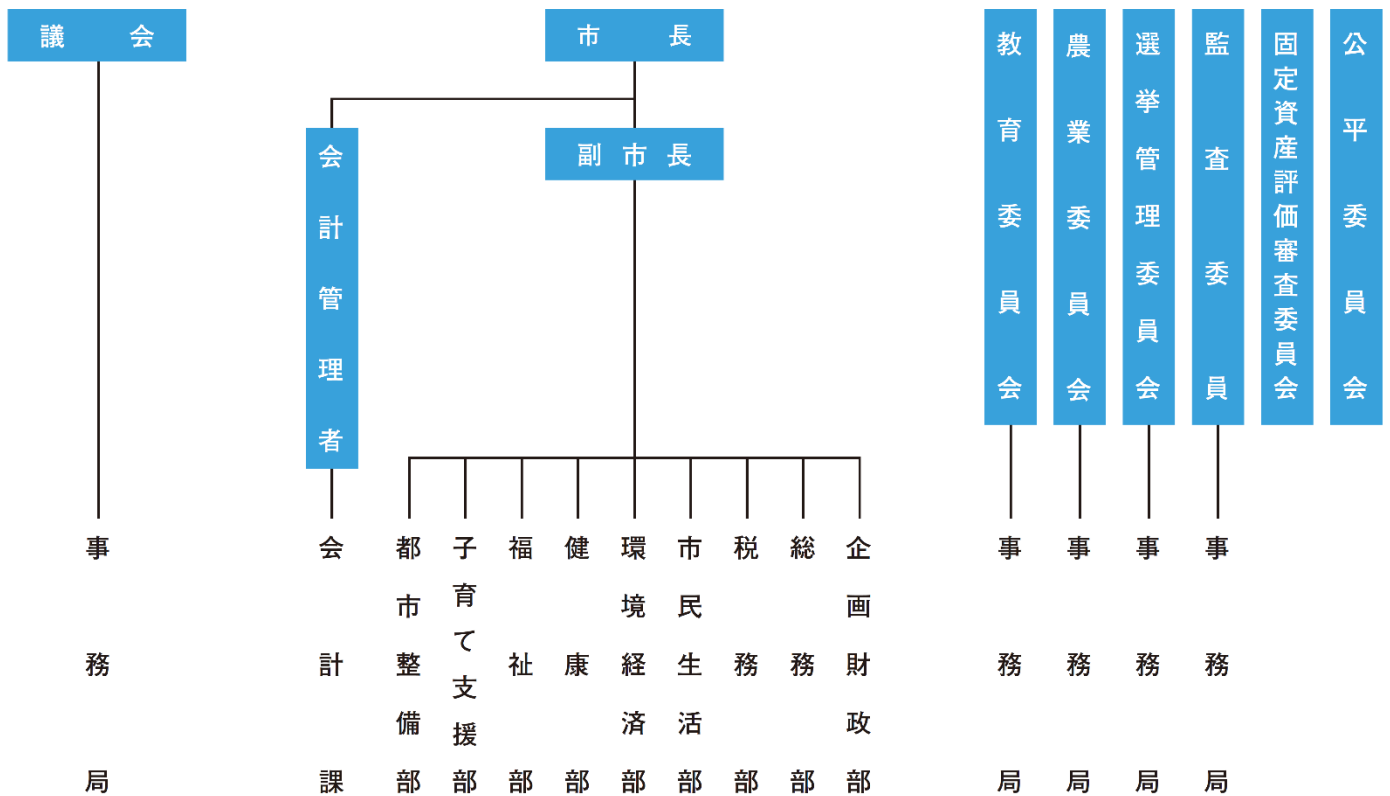 議会
市長
副市長
会計管理者
教育委員会
農業委員会
選挙管理委員会
監査委員
固定資産評価審査委員会
公平委員会
事務局
会計課
都市整備部
子育て支援部
福祉部
健康部
環境経済部
市民生活部
税務部
総務部
企画財政部
事務局
事務局
事務局
事務局